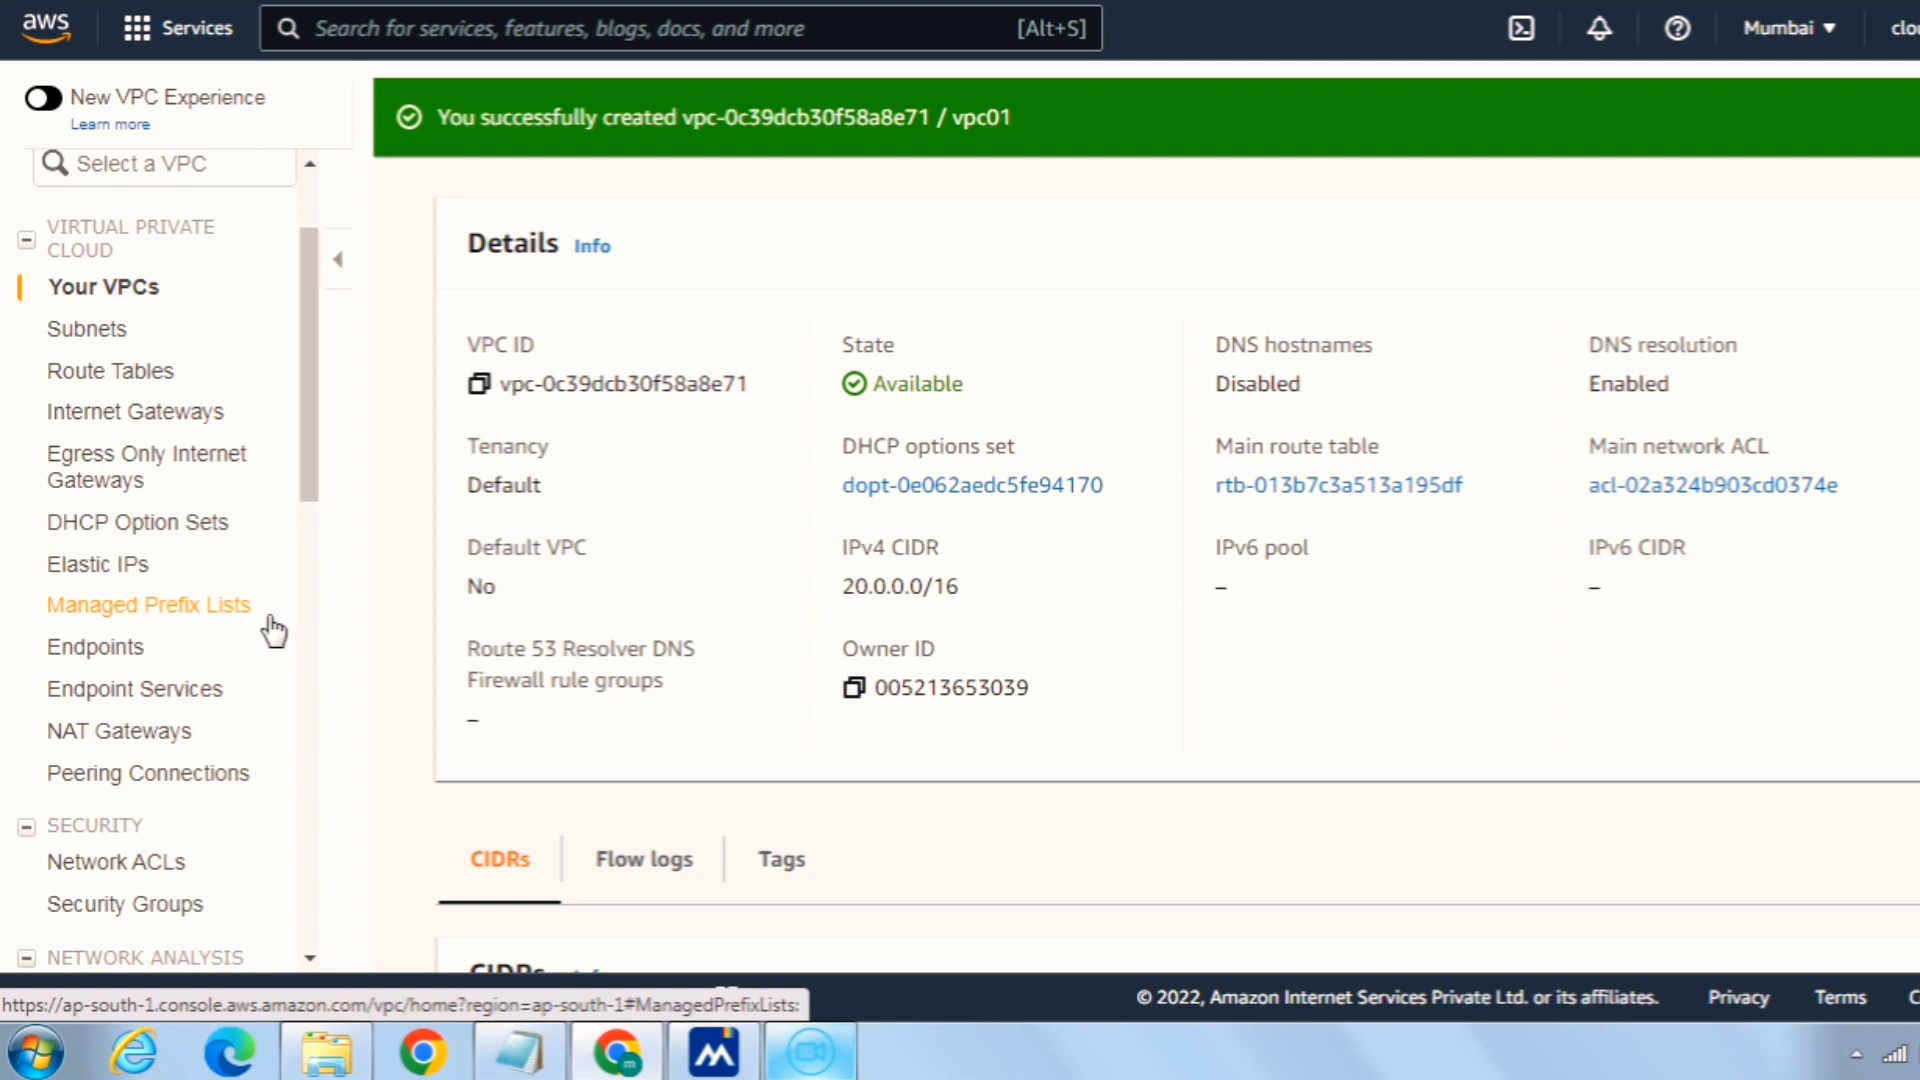 aws
Services
Search for services, features, blogs, docs, and more
[Alt+S]
Mumbai
New VPC Experience
Learn more
Select a VPC
VIRTUAL PRIVATE
CLOUD
Your VPCs
Subnets
Route Tables
Internet Gateways
Egress Only Internet
Gateways
DHCP Option Sets
Elastic IPs
Managed Prefix Lists
Endpoints
Endpoint Services
NAT Gateways
Peering Connections
SECURITY
Network ACLs
Security Groups
NETWORK ANALYSIS
You successfully created vpc-0c39dcb30f58a8e71 / vpc01
Details Info
VPC ID
vpc-0c39dcb30f58a8e71
State
Available
DNS hostnames
Disabled
DNS resolution
Enabled
Tenancy
Default
DHCP options set
dopt-0e062aedc5fe94170
Main route table
rtb-013b7c3a513a195df
Main network ACL
acl-02a324b903cd0374e
Default VPC
No
IPv4 CIDR
20.0.0.0/16
IPv6 pool
–
IPv6 CIDR
–
Route 53 Resolver DNS
Firewall rule groups
–
Owner ID
005213653039
CIDRs
Flow logs
Tags
CIDRs
https://ap-south-1.console.aws.amazon.com/vpc/home?region=ap-south-1#ManagedPrefixLists:
© 2022, Amazon Internet Services Private Ltd. or its affiliates.
Privacy
Terms